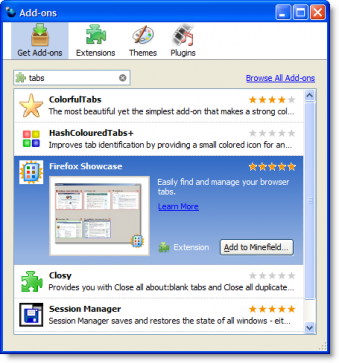 Add-ons
Get Add-ons Extensions Themes Plugins
tabs Browse All Add-ons
ColorfulTabs
The most beautiful yet the simplest add-on that makes a strong col...
HashColouredTabs+
Improves tab identification by providing a small colored icon for an...
Firefox Showcase
Easily find and manage your browser
tabs.
Learn More
Extension Add to Minefield...
Closy
Provides you with Close all about:blank tabs and Close all duplicate...
Session Manager
Session Manager saves and restores the state of all windows - eit...